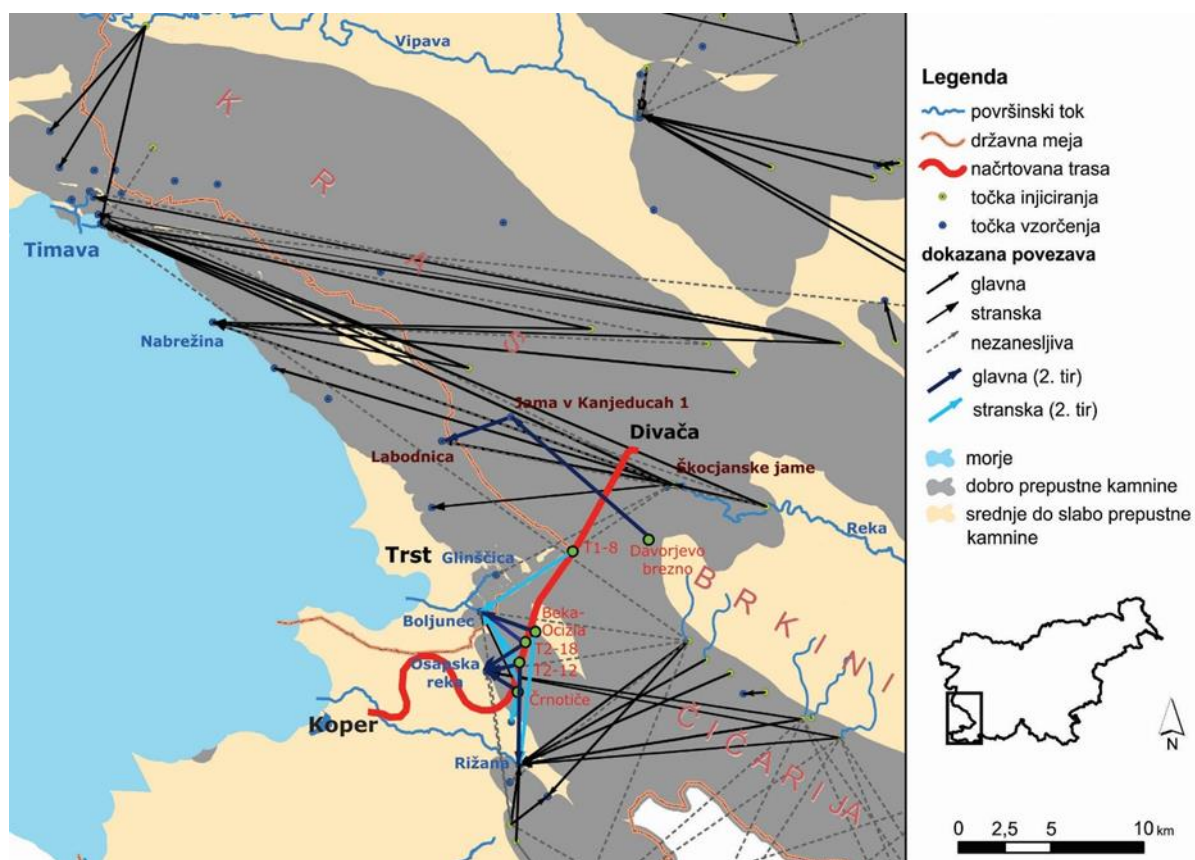 Vipava
K R A S
Timava
Nabrežina
Jama v Kanjeducah 1
Labodnica
Divača
Škocjanske jame
Reka
Trst
Glinščica
T1-8
Davorjevo
brezno
BRKINI
Boljunec
Beka-
Ocizla
T2-18
Osapska
reka
T2-12
Črnotiče
Koper
Rižana
ČIČARIJA
Legenda
površinski tok
državna meja
načrtovana trasa
točka injiciranja
točka vzorčenja
dokazana povezava
glavna
stranska
nezanesljiva
glavna (2. tir)
stranska (2. tir)
morje
dobro prepustne kamnine
srednje do slabo prepustne
kamnine
N
0 2,5 5 10 km